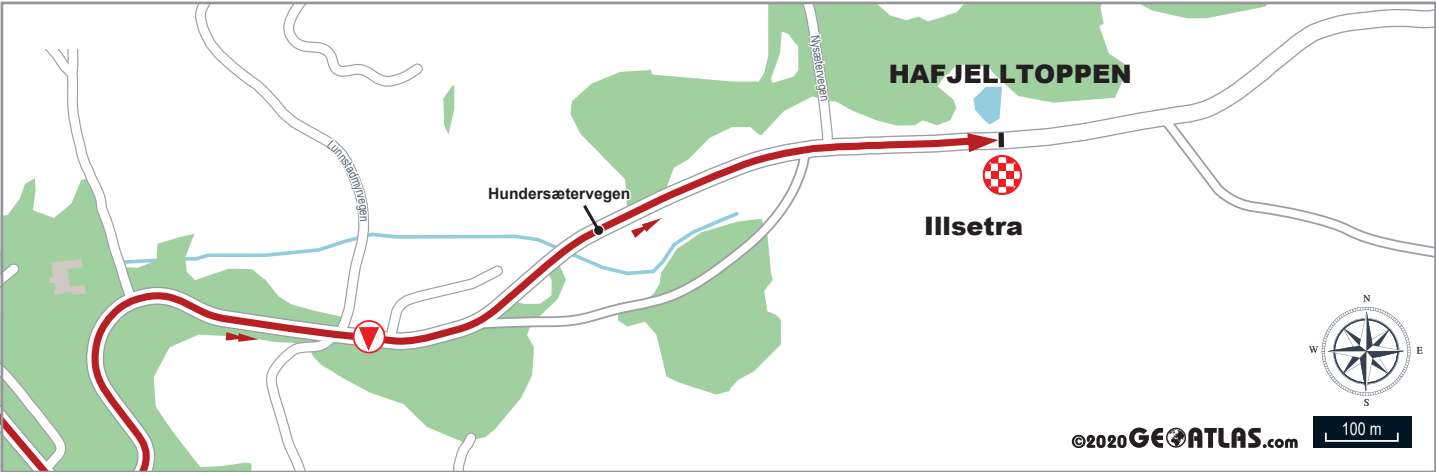 Nysætervegen
HAFJELLTOPPEN
Lunnstadmyrvegen
Hundersætervegen
Illsetra
N
W
E
S
©2020 GEOATLAS.com
100 m